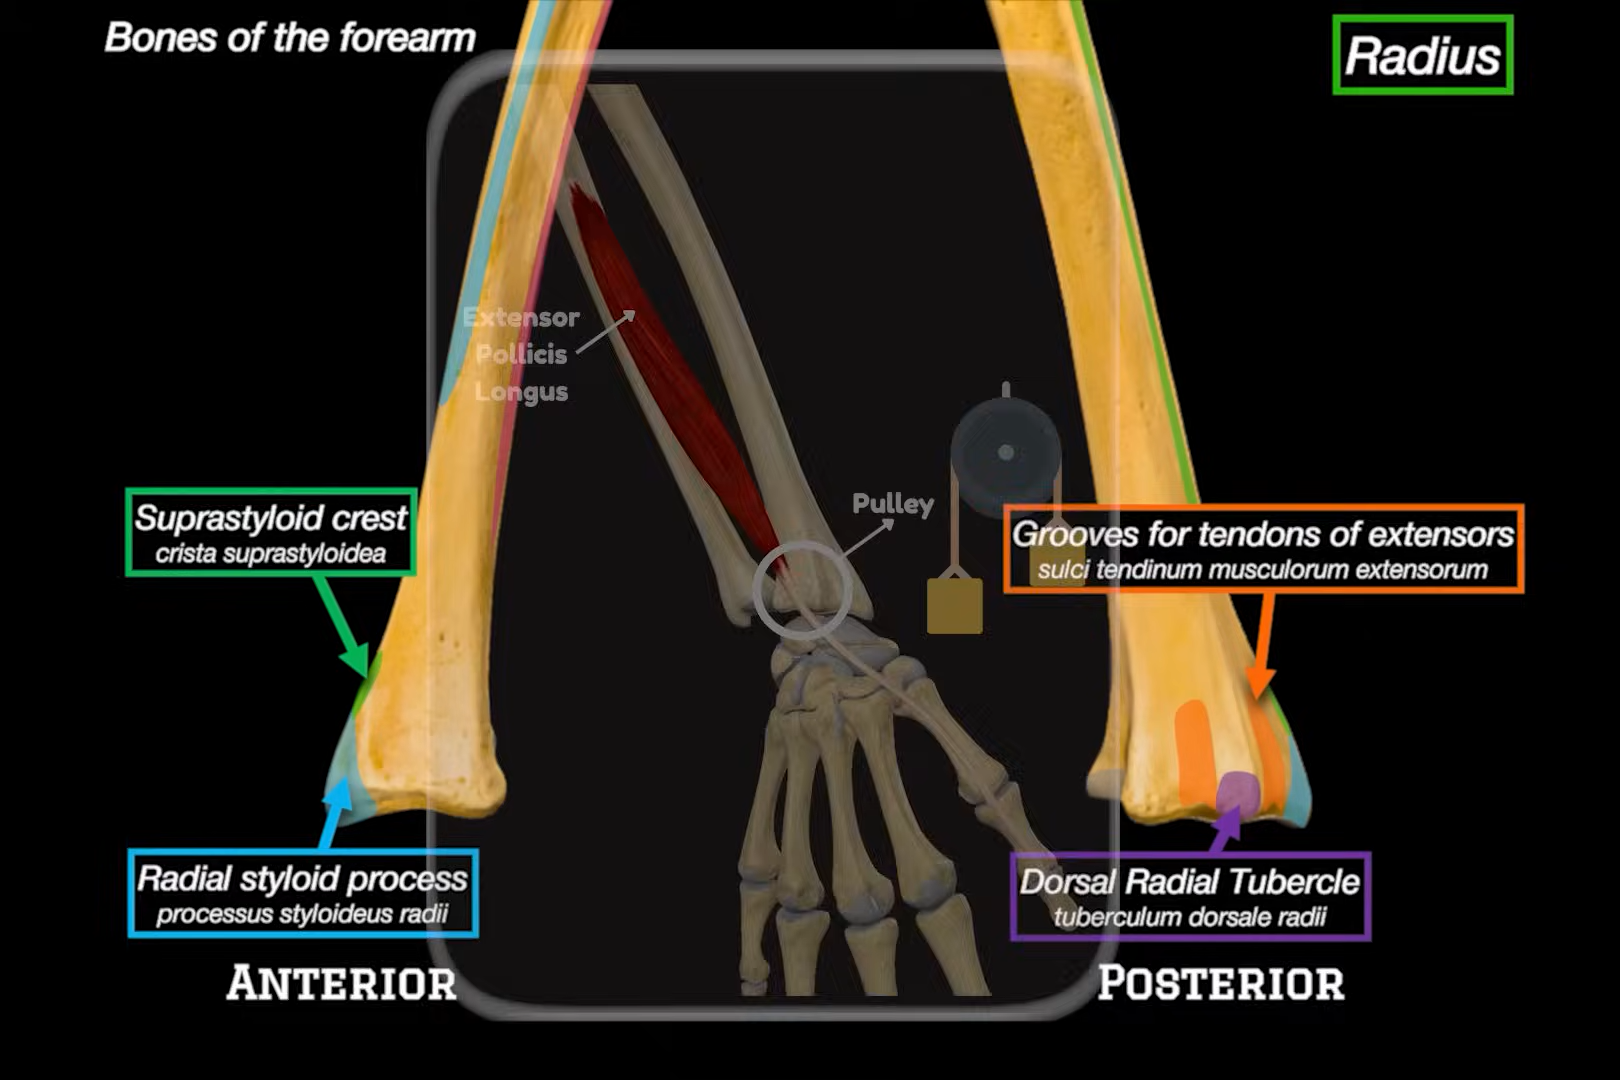 Bones of the forearm
Radius
Extensor
Pollicis
Longus
Pulley
Suprastyloid crest
crista suprastyloidea
Grooves for tendons of extensors
sulci tendinum musculorum extensorum
Radial styloid process
processus styloideus radii
Dorsal Radial Tubercle
tuberculum dorsale radii
ANTERIOR
POSTERIOR